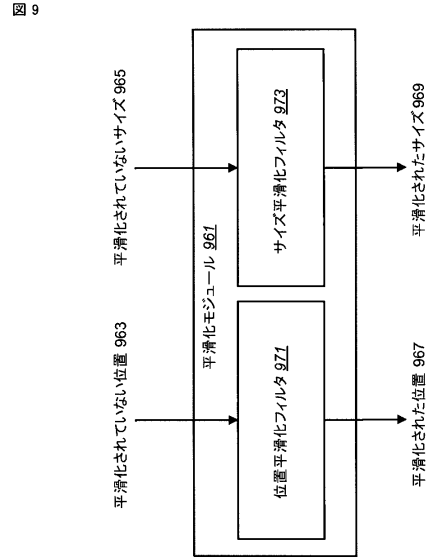 図 9
平滑化されていない位置 963
平滑化されていないサイズ 965
平滑化モジュール 961
位置平滑化フィルタ 971
サイズ平滑化フィルタ 973
平滑化された位置 967
平滑化されたサイズ 969